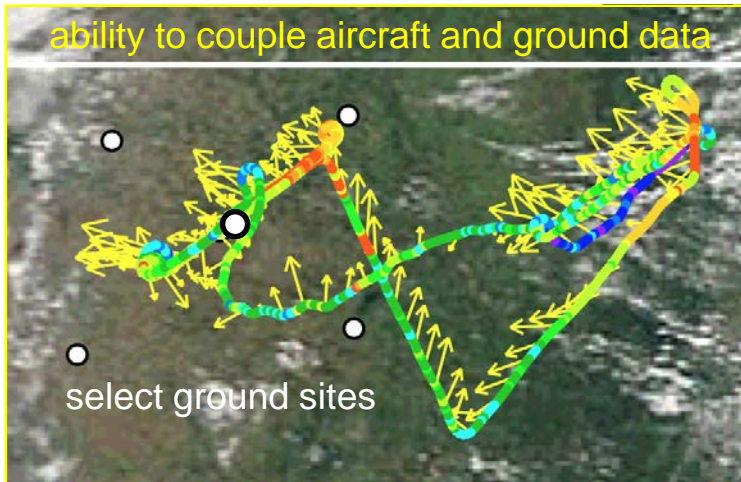 ability to couple aircraft and ground data
select ground sites